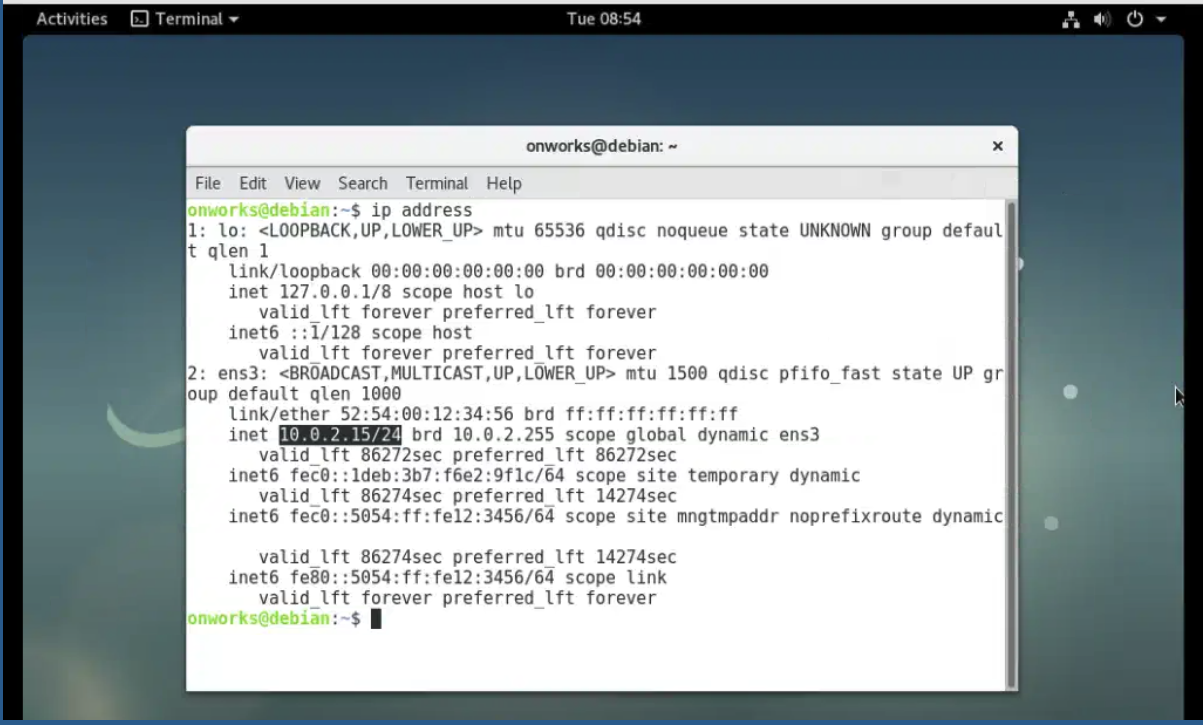 Activities Terminal Tue 08:54
onworks@debian: ~ ×
File Edit View Search Terminal Help
onworks@debian:~$ ip address
1: lo: <LOOPBACK,UP,LOWER_UP> mtu 65536 qdisc noqueue state UNKNOWN group defaul
t qlen 1
link/loopback 00:00:00:00:00:00 brd 00:00:00:00:00:00
inet 127.0.0.1/8 scope host lo
valid_lft forever preferred_lft forever
inet6 ::1/128 scope host
valid_lft forever preferred_lft forever
2: ens3: <BROADCAST,MULTICAST,UP,LOWER_UP> mtu 1500 qdisc pfifo_fast state UP gr
oup default qlen 1000
link/ether 52:54:00:12:34:56 brd ff:ff:ff:ff:ff:ff
inet 10.0.2.15/24 brd 10.0.2.255 scope global dynamic ens3
valid_lft 86272sec preferred_lft 86272sec
inet6 fec0::1deb:3b7:f6e2:9f1c/64 scope site temporary dynamic
valid_lft 86274sec preferred_lft 14274sec
inet6 fec0::5054:ff:fe12:3456/64 scope site mngtmpaddr noprefixroute dynamic
valid_lft 86274sec preferred_lft 14274sec
inet6 fe80::5054:ff:fe12:3456/64 scope link
valid_lft forever preferred_lft forever
onworks@debian:~$